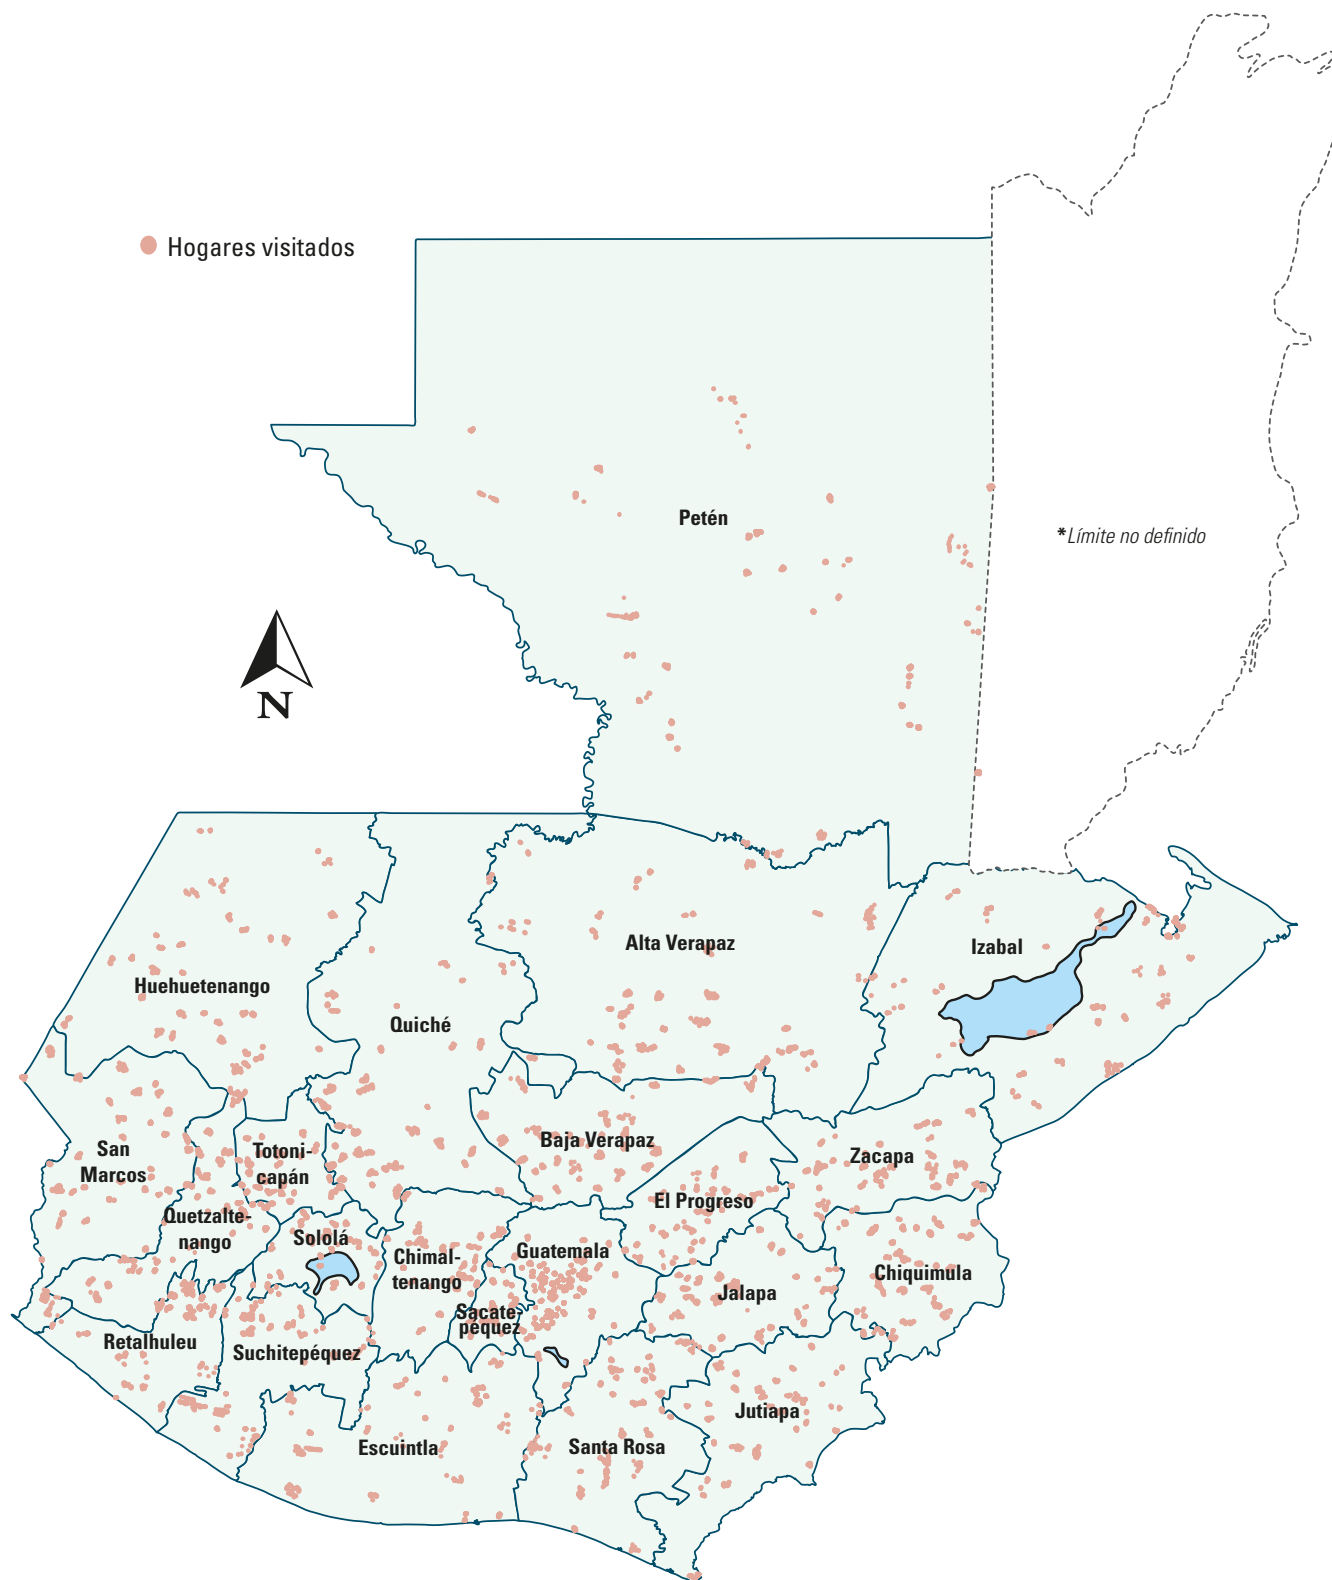 Hogares visitados
Petén
*Límite no definido
N
Alta Verapaz
Izabal
Huehuetenango
Quiché
San
Marcos
Totoni-
capán
Baja Verapaz
Zacapa
Quetzalte-
nango
El Progreso
Sololá
Chimal-
tenango
Guatemala
Chiquimula
Jalapa
Sacate-
péquez
Retalhuleu
Suchitepéquez
Jutiapa
Escuintla
Santa Rosa